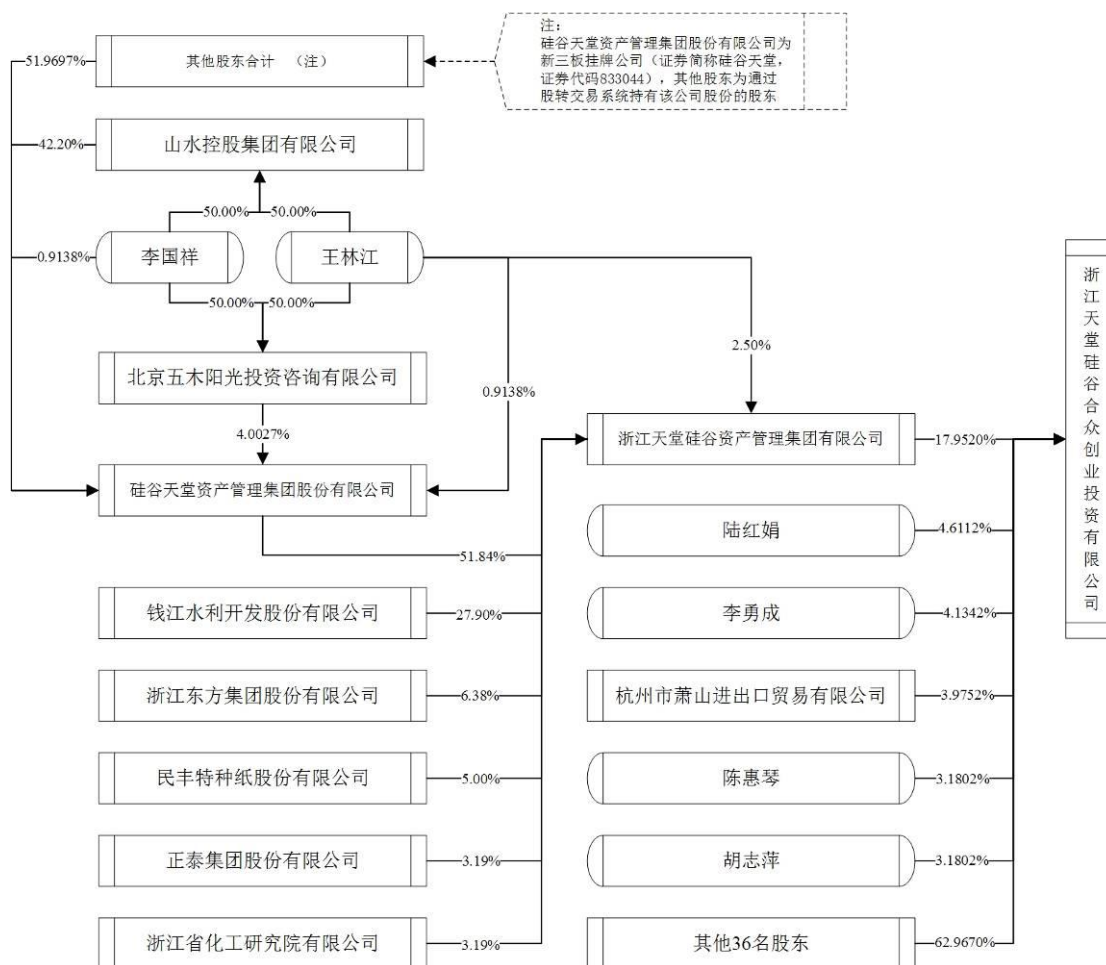 注：
硅谷天堂资产管理集团股份有限公司为
新三板挂牌公司（证券简称硅谷天堂，
证券代码833044），其他股东为通过
股转交易系统持有该公司股份的股东
51.9697%
其他股东合计 （注）
42.20%
山水控股集团有限公司
50.00%
50.00%
0.9138%
李国祥
王林江
50.00%
50.00%
2.50%
北京五木阳光投资咨询有限公司
0.9138%
4.0027%
浙江天堂硅谷资产管理集团有限公司
17.9520%
硅谷天堂资产管理集团股份有限公司
陆红娟
4.6112%
51.84%
钱江水利开发股份有限公司
27.90%
李勇成
4.1342%
浙江东方集团股份有限公司
6.38%
杭州市萧山进出口贸易有限公司
3.9752%
民丰特种纸股份有限公司
5.00%
陈惠琴
3.1802%
正泰集团股份有限公司
3.19%
胡志萍
3.1802%
浙江省化工研究院有限公司
3.19%
其他36名股东
62.9670%
浙江天堂硅谷合众创业投资有限公司